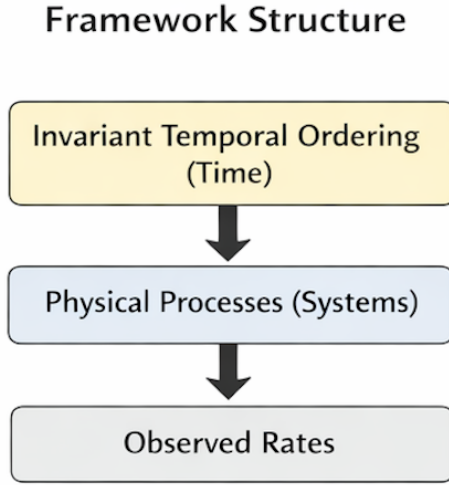 Framework Structure
Invariant Temporal Ordering
(Time)
Physical Processes (Systems)
Observed Rates